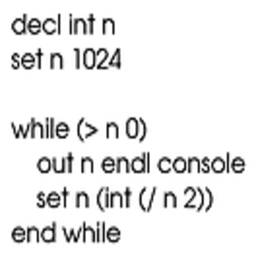 decl int n
set n 1024

while (> n 0)
    out n endl console
    set n (int (/ n 2))
end while